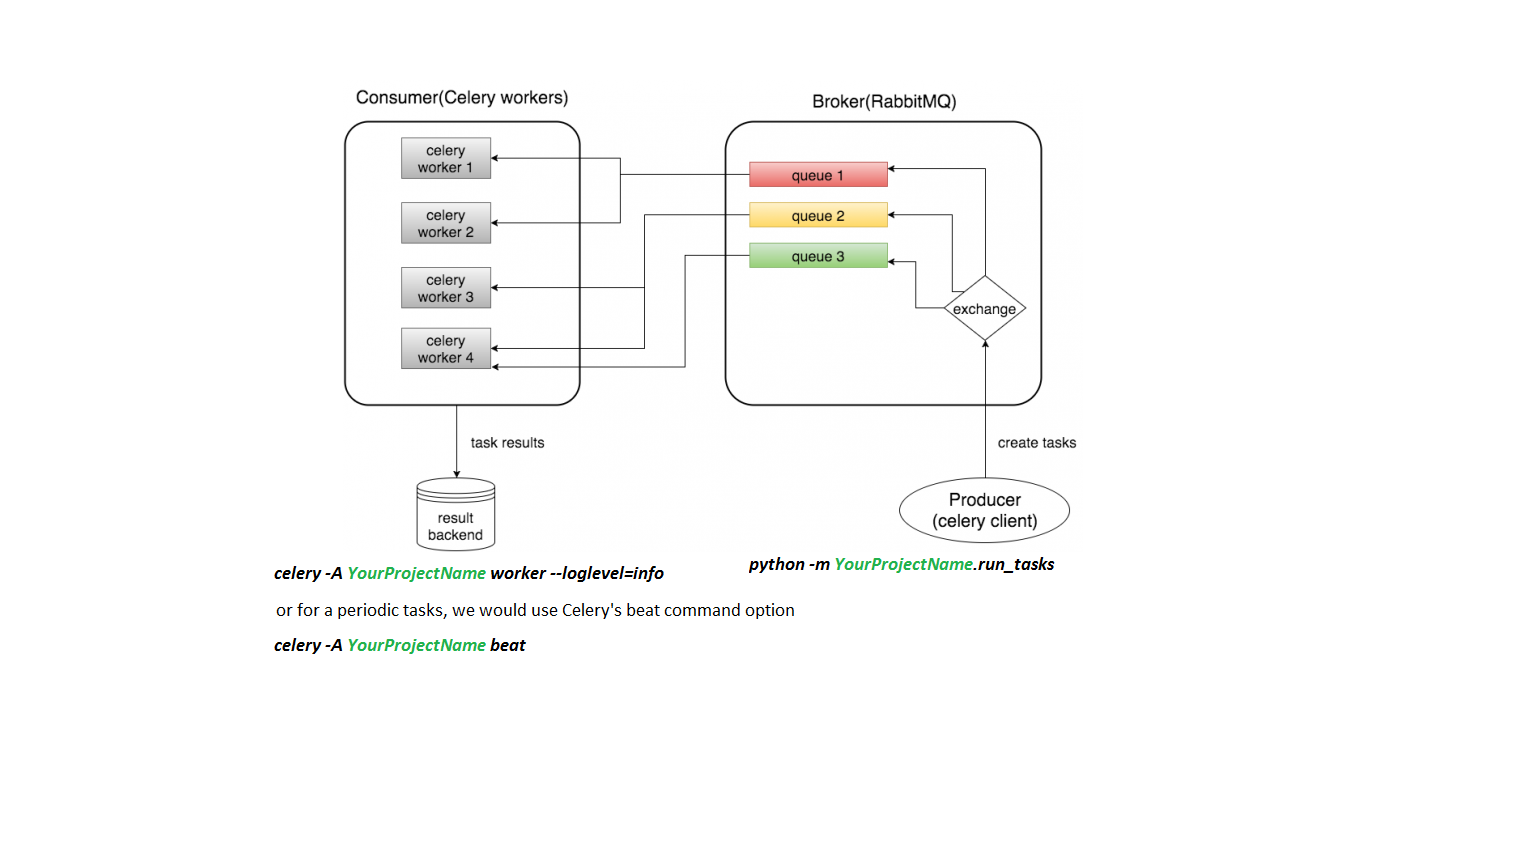 Consumer(Celery workers)
celery
worker 1
celery
worker 2
celery
worker 3
celery
worker 4
Broker(RabbitMQ)
queue 1
queue 2
queue 3
exchange
task results
result
backend
create tasks
Producer
(celery client)
celery -A YourProjectName worker --loglevel=info
python -m YourProjectName.run_tasks
or for a periodic tasks, we would use Celery's beat command option
celery -A YourProjectName beat